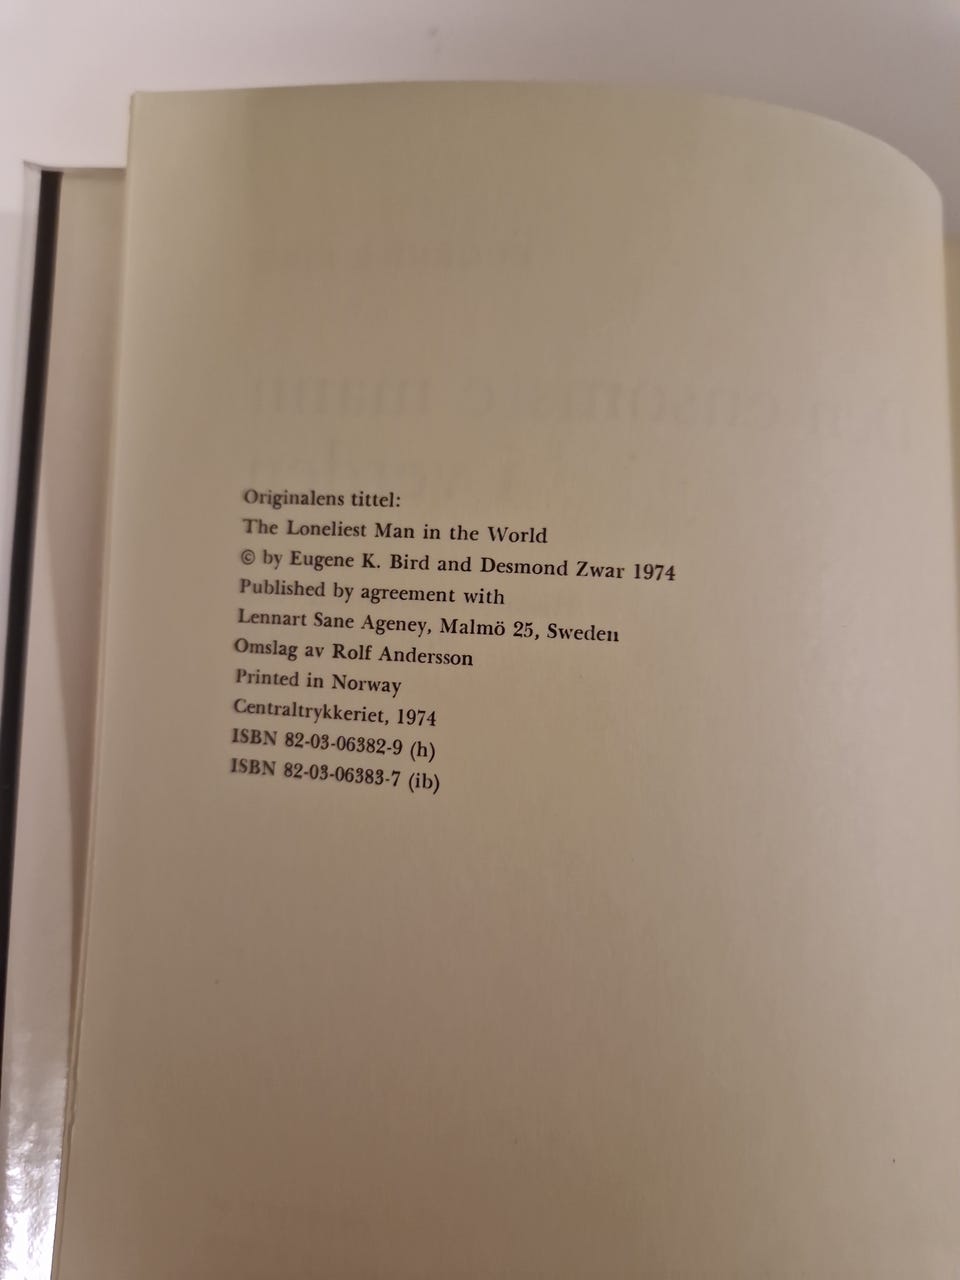 Originalens tittel:
The Loneliest Man in the World
© by Eugene K. Bird and Desmond Zwar 1974
Published by agreement with
Lennart Sane Ageney, Malmö 25, Sweden
Omslag av Rolf Andersson
Printed in Norway
Centraltrykkeriet, 1974
ISBN 82-03-06382-9 (h)
ISBN 82-03-06383-7 (ib)